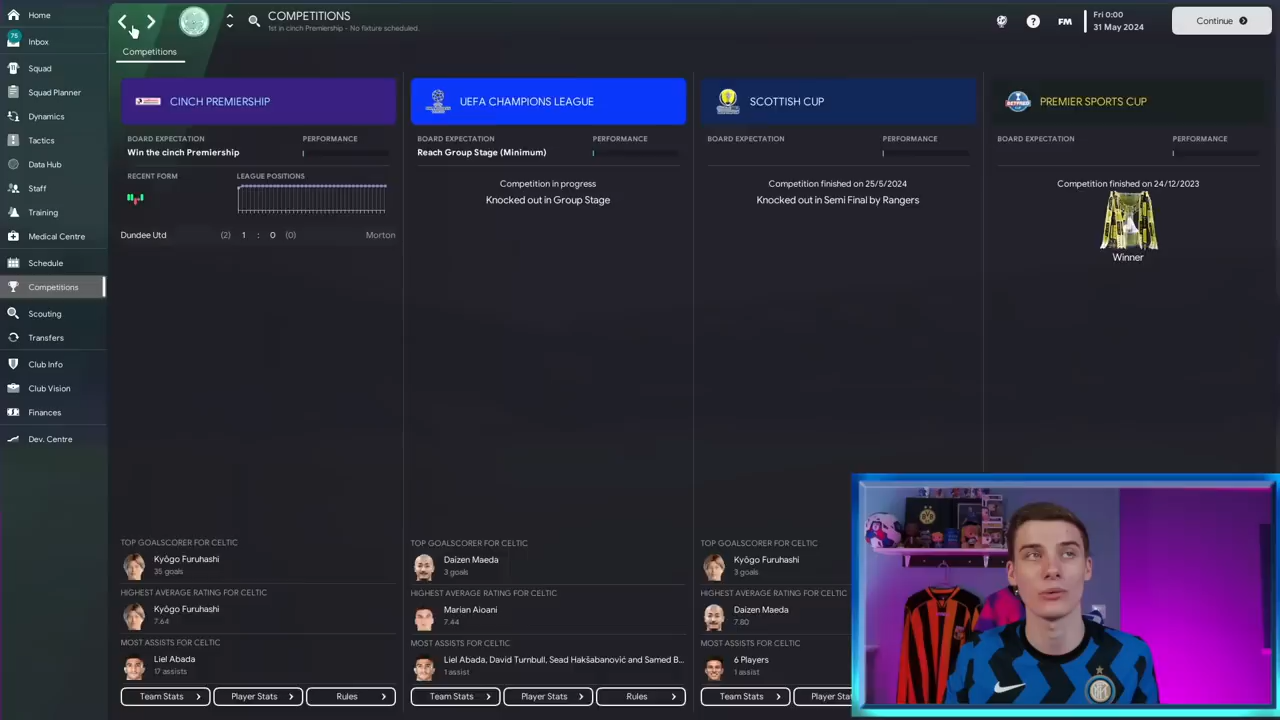 Home
75
Inbox
Squad
Squad Planner
Dynamics
Tactics
Data Hub
Staff
Training
Medical Centre
Schedule
Competitions
Scouting
Transfers
Club Info
Club Vision
Finances
Dev. Centre
COMPETITIONS
1st in cinch Premiership - No fixture scheduled.
FM
Fri 0:00
31 May 2024
Continue
Competitions
CINCH PREMIERSHIP
BOARD EXPECTATION
PERFORMANCE
Win the cinch Premiership
RECENT FORM
LEAGUE POSITIONS
Dundee Utd (2) 1 : 0 (0) Morton
TOP GOALSCORER FOR CELTIC
Kyōgo Furuhashi
35 goals
HIGHEST AVERAGE RATING FOR CELTIC
Kyōgo Furuhashi
7.64
MOST ASSISTS FOR CELTIC
Liel Abada
17 assists
Team Stats
Player Stats
Rules
UEFA CHAMPIONS LEAGUE
BOARD EXPECTATION
PERFORMANCE
Reach Group Stage (Minimum)
Competition in progress
Knocked out in Group Stage
TOP GOALSCORER FOR CELTIC
Daizen Maeda
3 goals
HIGHEST AVERAGE RATING FOR CELTIC
Marian Aioani
7.44
MOST ASSISTS FOR CELTIC
Liel Abada, David Turnbull, Sead Hakšabanović and Samed B...
1 assist
Team Stats
Player Stats
Rules
SCOTTISH CUP
BOARD EXPECTATION
PERFORMANCE
Competition finished on 25/5/2024
Knocked out in Semi Final by Rangers
TOP GOALSCORER FOR CELTIC
Kyōgo Furuhashi
3 goals
HIGHEST AVERAGE RATING FOR CELTIC
Daizen Maeda
7.80
MOST ASSISTS FOR CELTIC
6 Players
1 assist
Team Stats
Player Sta
PREMIER SPORTS CUP
BOARD EXPECTATION
PERFORMANCE
Competition finished on 24/12/2023
Winner